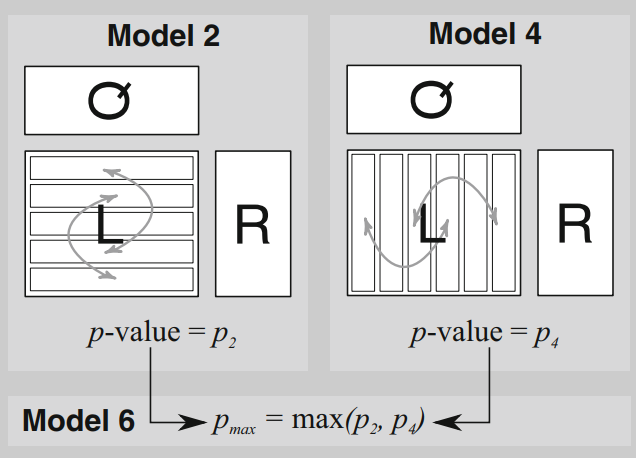 Model 2
Q
L
R
p-value = p2
Model 4
Q
L
R
p-value = p4
Model 6
pmax = max(p2, p4)